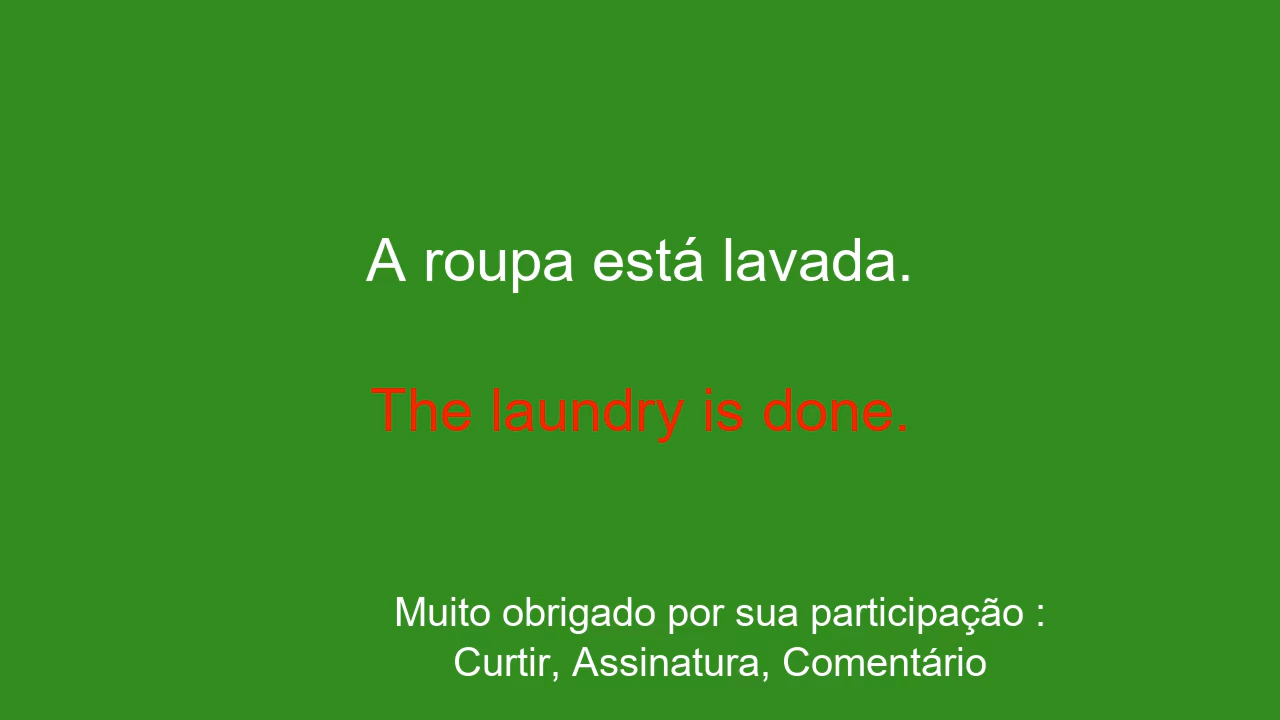 A roupa está lavada.
The laundry is done.
Muito obrigado por sua participação :
Curtir, Assinatura, Comentário